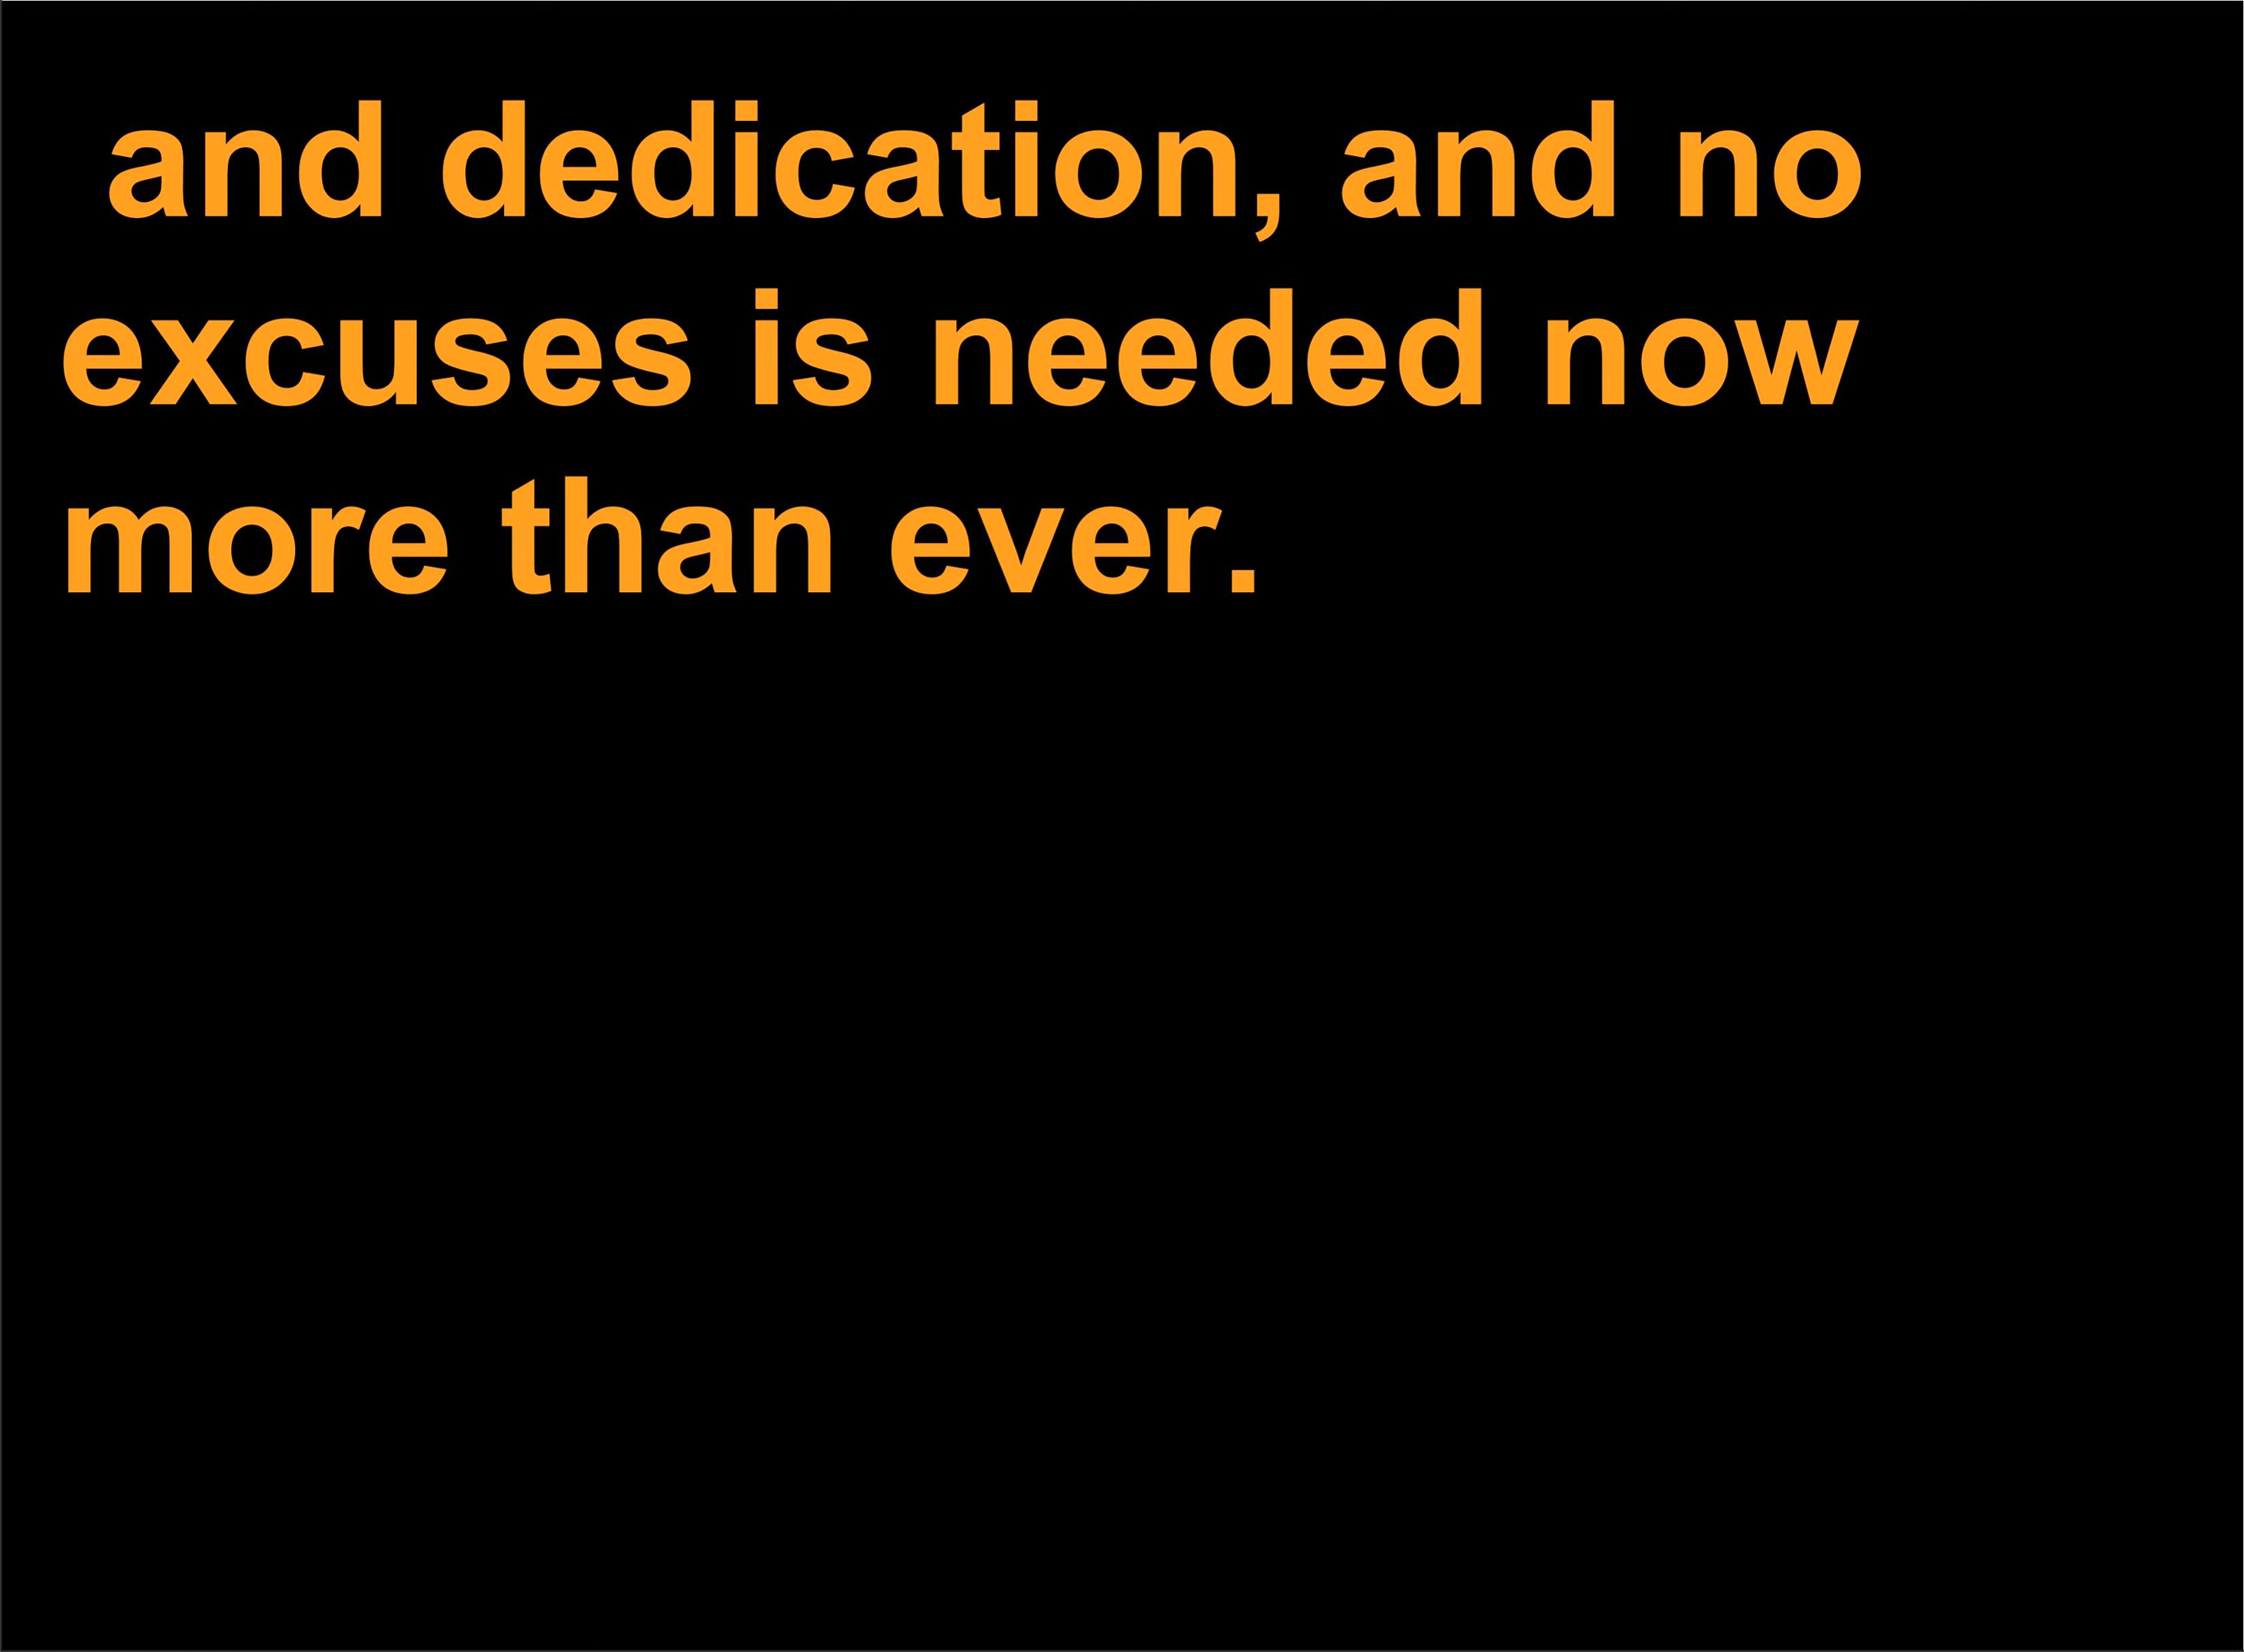 and dedication, and no
excuses is needed now
more than ever.